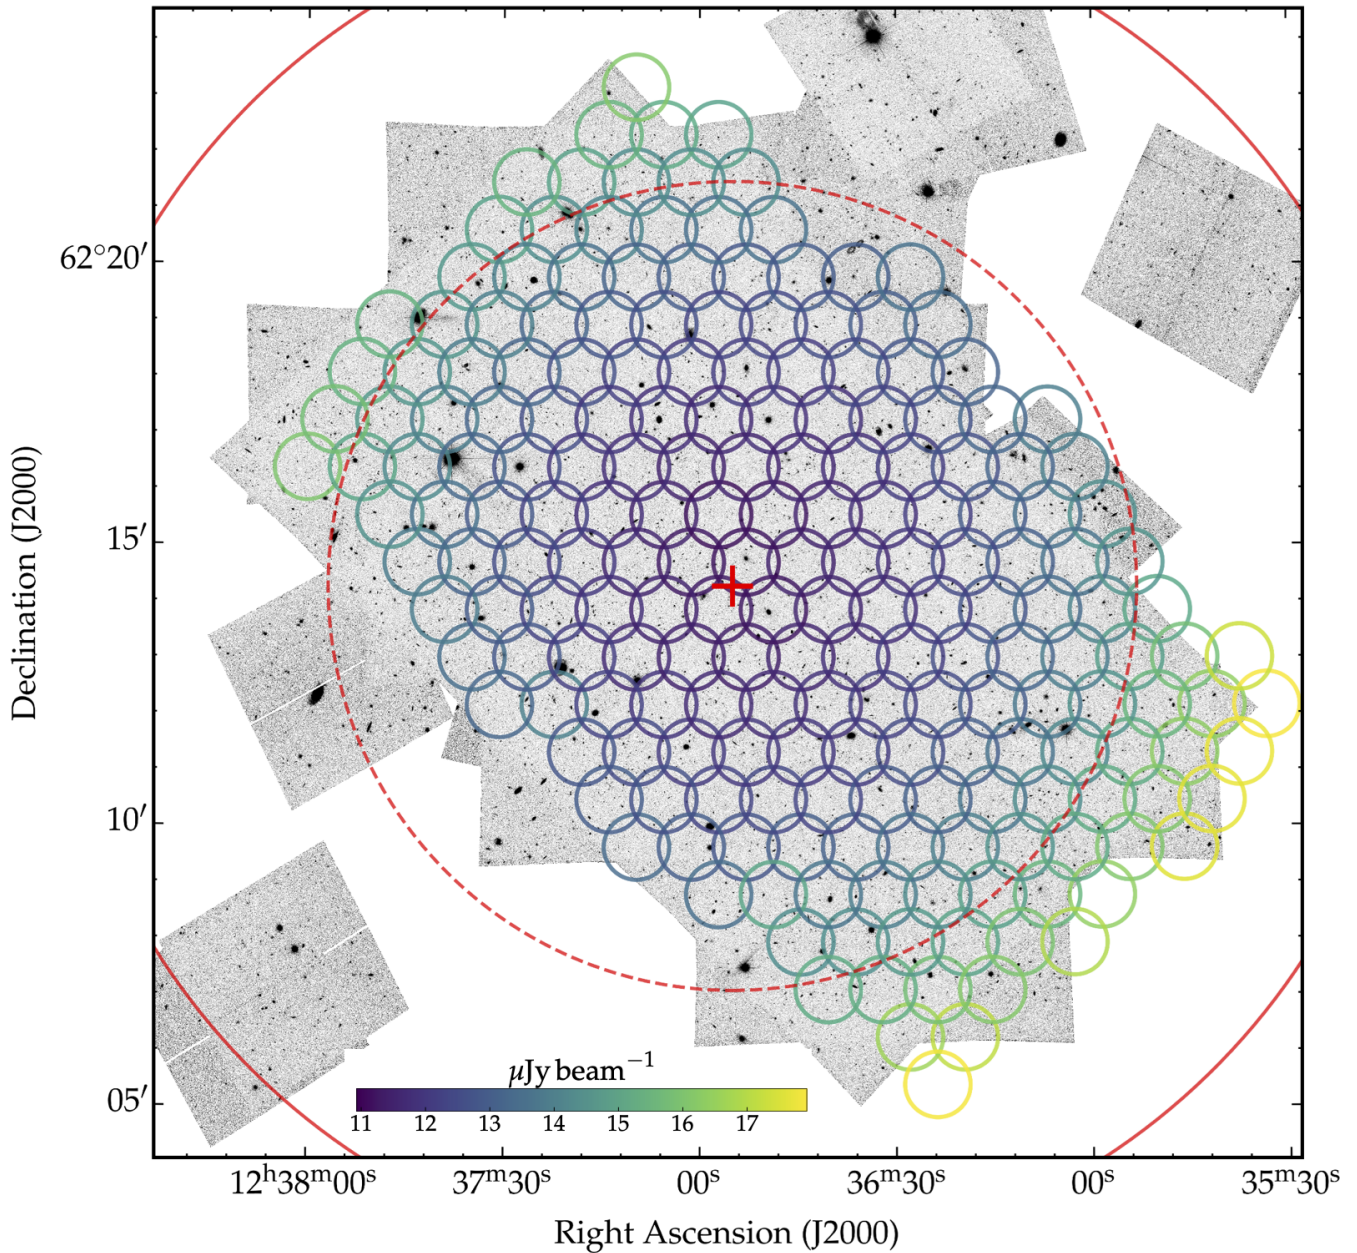 Declination (J2000)
62°20′
15′
10′
05′
μJy beam⁻¹
11 12 13 14 15 16 17
12ʰ38ᵐ00ˢ 37ᵐ30ˢ 00ˢ 36ᵐ30ˢ 00ˢ 35ᵐ30ˢ
Right Ascension (J2000)